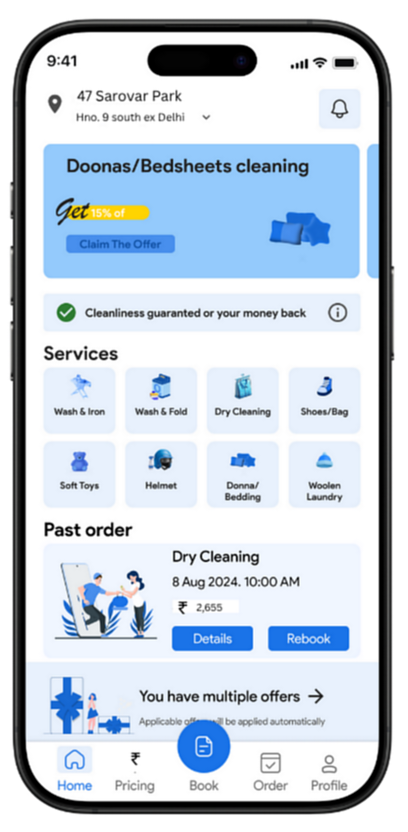 9:41
47 Sarovar Park
Hno. 9 south ex Delhi
Doonas/Bedsheets cleaning
Get 15% of
Claim The Offer
Cleanliness guaranted or your money back
Services
Wash & Iron
Wash & Fold
Dry Cleaning
Shoes/Bag
Soft Toys
Helmet
Donna/
Bedding
Woolen
Laundry
Past order
Dry Cleaning
8 Aug 2024. 10:00 AM
₹ 2,655
Details
Rebook
You have multiple offers →
Applicable will be applied automatically
₹
Home
Pricing
Book
Order
Profile